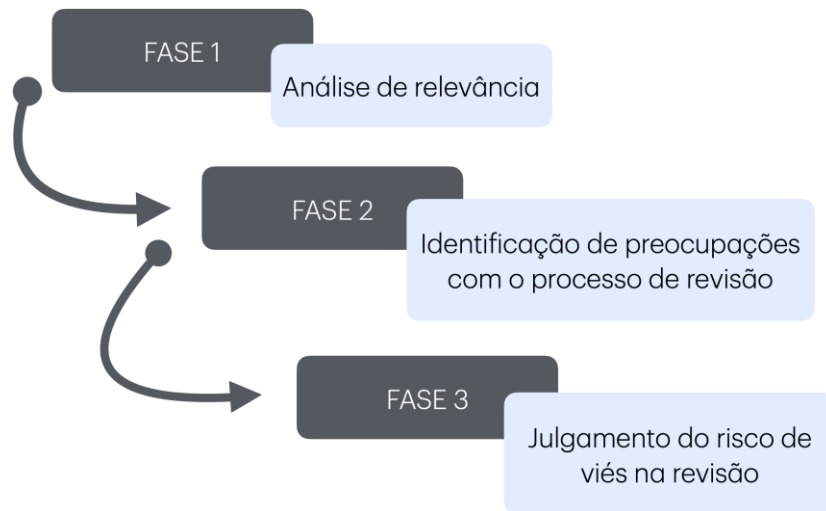 FASE 1
Análise de relevância
FASE 2
Identificação de preocupações
com o processo de revisão
FASE 3
Julgamento do risco de
viés na revisão